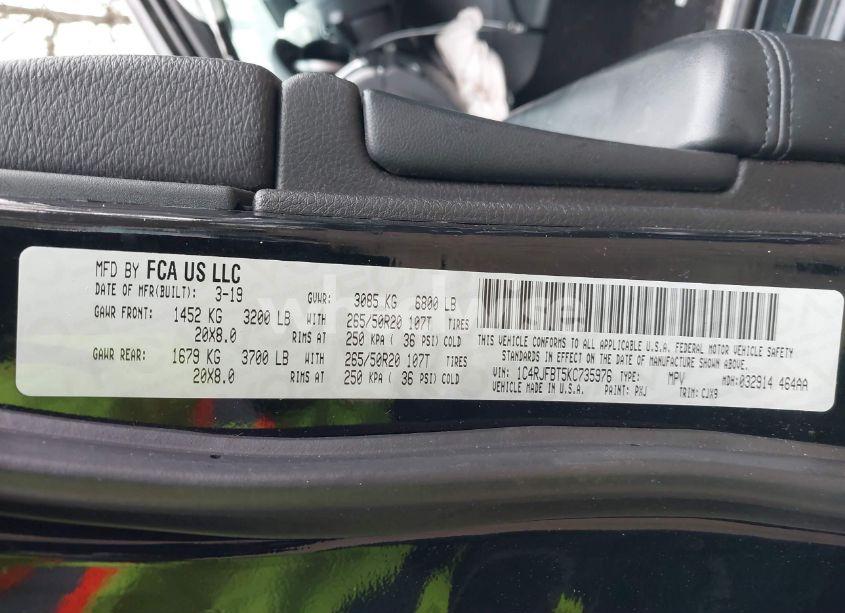 MFD BY FCA US LLC
DATE OF MFR(BUILT): 3-19 GVWR: 3085 KG 6800 LB
GAWR FRONT: 1452 KG 3200 LB WITH 265/50R20 107T TIRES
20X8.0 RIMS AT 250 KPA ( 36 PSI) COLD
GAWR REAR: 1679 KG 3700 LB WITH 265/50R20 107T TIRES
20X8.0 RIMS AT 250 KPA ( 36 PSI) COLD
THIS VEHICLE CONFORMS TO ALL APPLICABLE U.S.A. FEDERAL MOTOR VEHICLE SAFETY
STANDARDS IN EFFECT ON THE DATE OF MANUFACTURE SHOWN ABOVE.
VIN: 1C4RJFBT5KC735976 TYPE: MPV MDH:032914 464AA
VEHICLE MADE IN U.S.A. PAINT: PXJ TRIM: CJX9